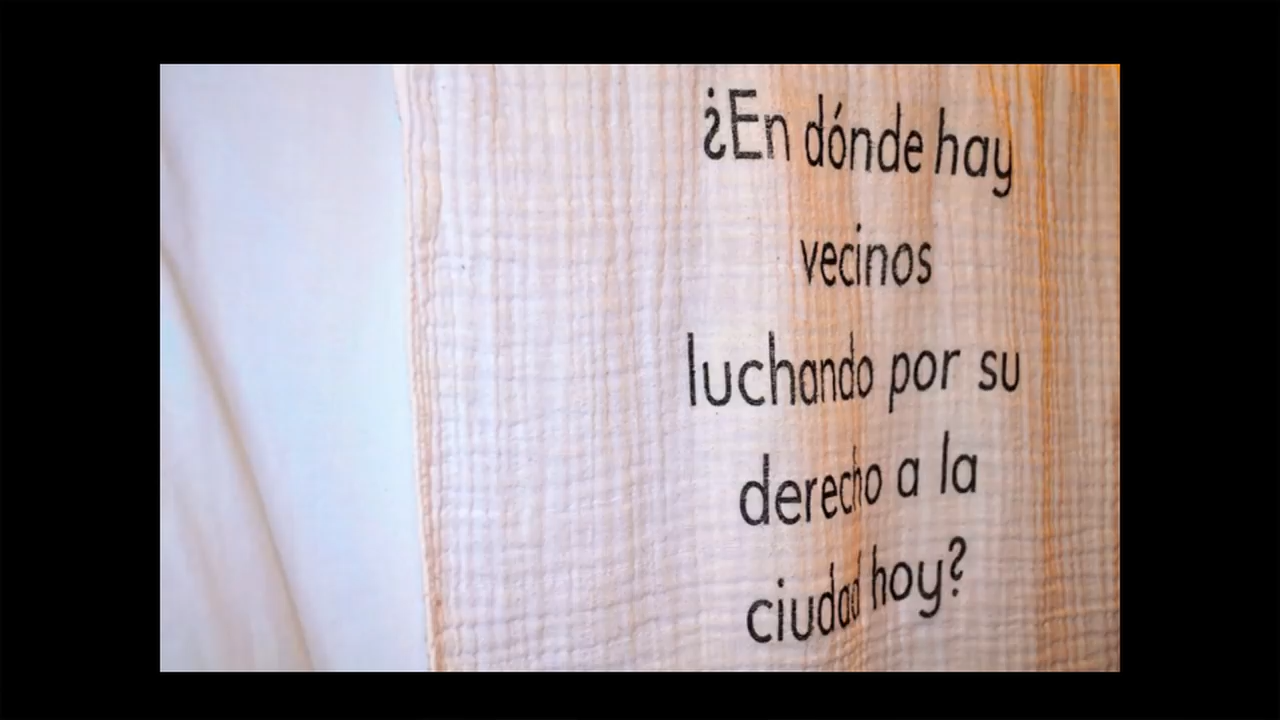 ¿En dónde hay
vecinos
luchando por su
derecho a la
ciudad hoy?